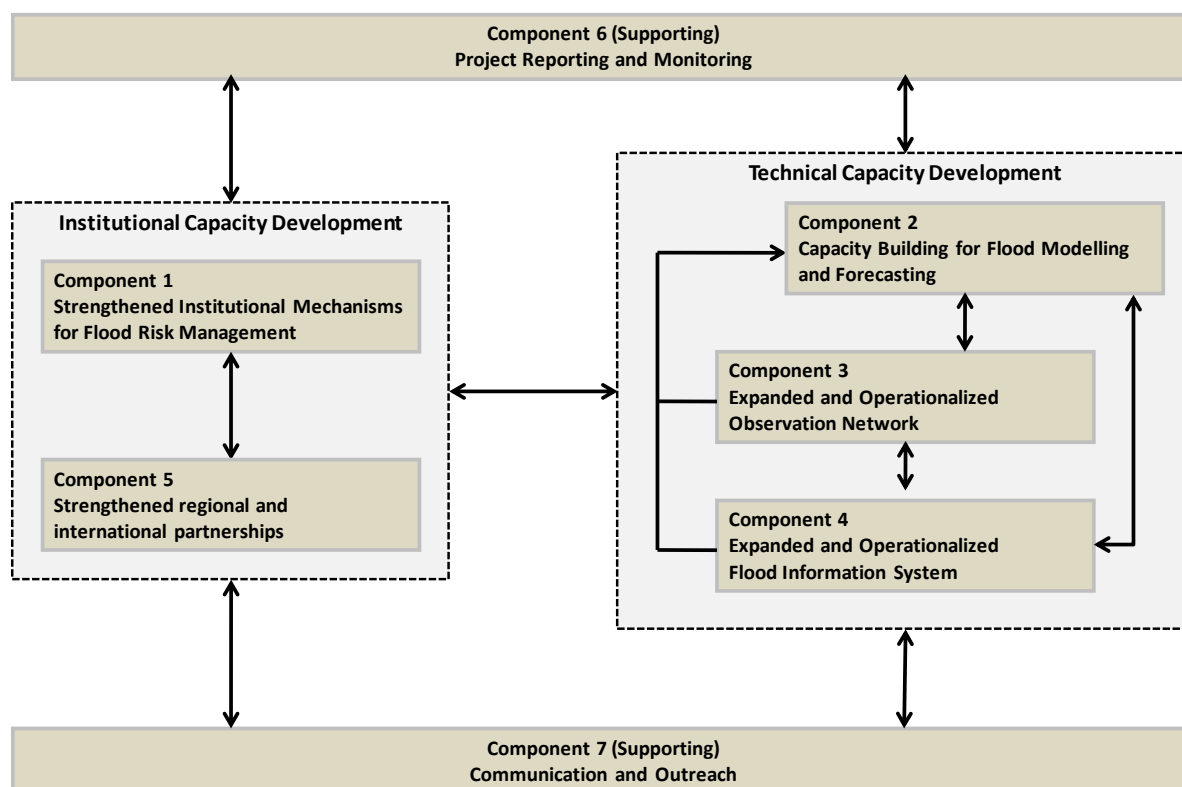 Component 6 (Supporting)
Project Reporting and Monitoring
Technical Capacity Development
Institutional Capacity Development
Component 2
Capacity Building for Flood Modelling
and Forecasting
Component 1
Strengthened Institutional Mechanisms
for Flood Risk Management
Component 3
Expanded and Operationalized
Observation Network
Component 5
Strengthened regional and
international partnerships
Component 4
Expanded and Operationalized
Flood Information System
Component 7 (Supporting)
Communication and Outreach